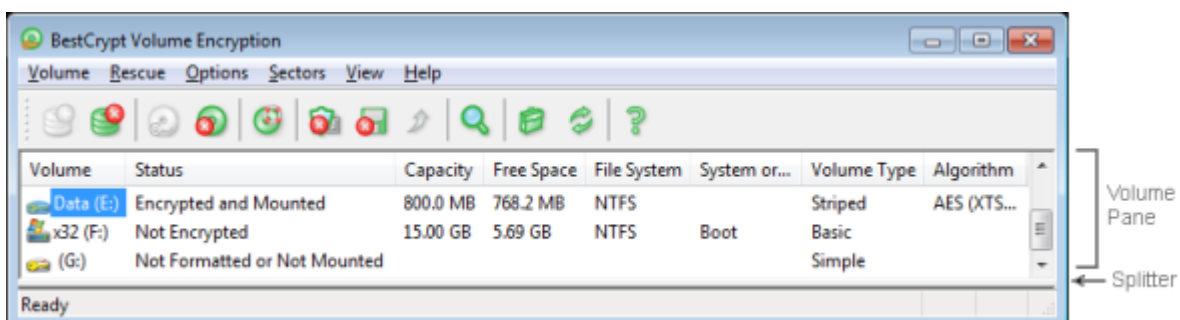 BestCrypt Volume Encryption
Volume Rescue Options Sectors View Help
Volume Status Capacity Free Space File System System or... Volume Type Algorithm
Data (E:) Encrypted and Mounted 800.0 MB 768.2 MB NTFS Striped AES (XTS...
x32 (F:) Not Encrypted 15.00 GB 5.69 GB NTFS Boot Basic
(G:) Not Formatted or Not Mounted Simple
Ready
Volume
Pane
Splitter